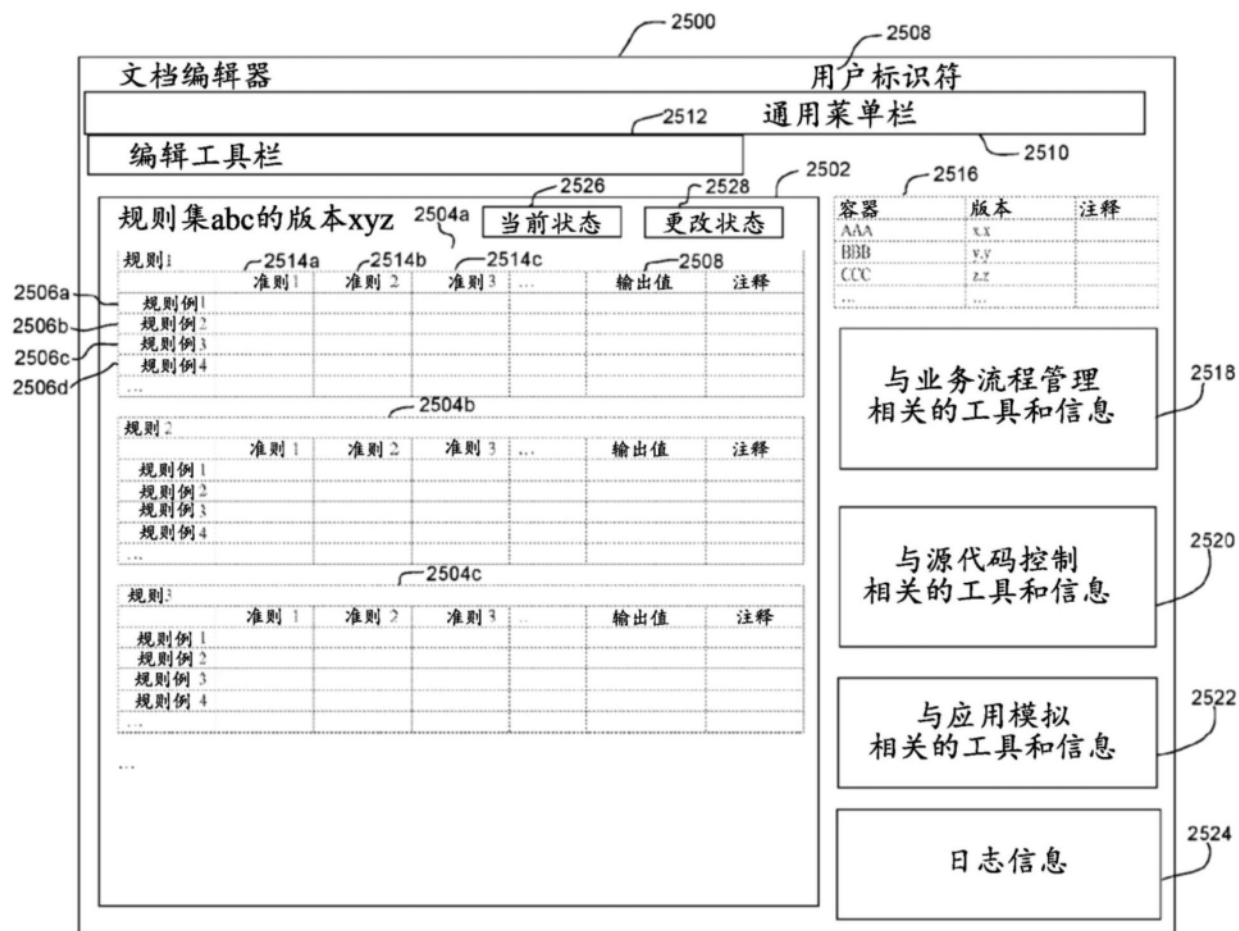 2500
2508
文档编辑器 用户标识符
通用菜单栏
2512
编辑工具栏
2510
2502
2526 2528 2516
规则集abc的版本xyz 当前状态 更改状态
2504a
容器 版本 注释
AAA x.x
BBB y.y
CCC z.z
... ...
规则1
2514a 2514b 2514c 2508
准则1 准则 2 准则 3 ... 输出值 注释
2506a 规则例1
2506b 规则例 2
2506c 规则例 3
2506d 规则例 4
...
2504b
规则 2
准则 1 准则 2 准则 3 ... 输出值 注释
规则例 1
规则例 2
规则例 3
规则例 4
...
2504c
规则3
准则 1 准则 2 准则 3 .. 输出值 注释
规则例 1
规则例 2
规则例 3
规则例 4
...
...
与业务流程管理
相关的工具和信息
2518
与源代码控制
相关的工具和信息
2520
与应用模拟
相关的工具和信息
2522
日志信息
2524